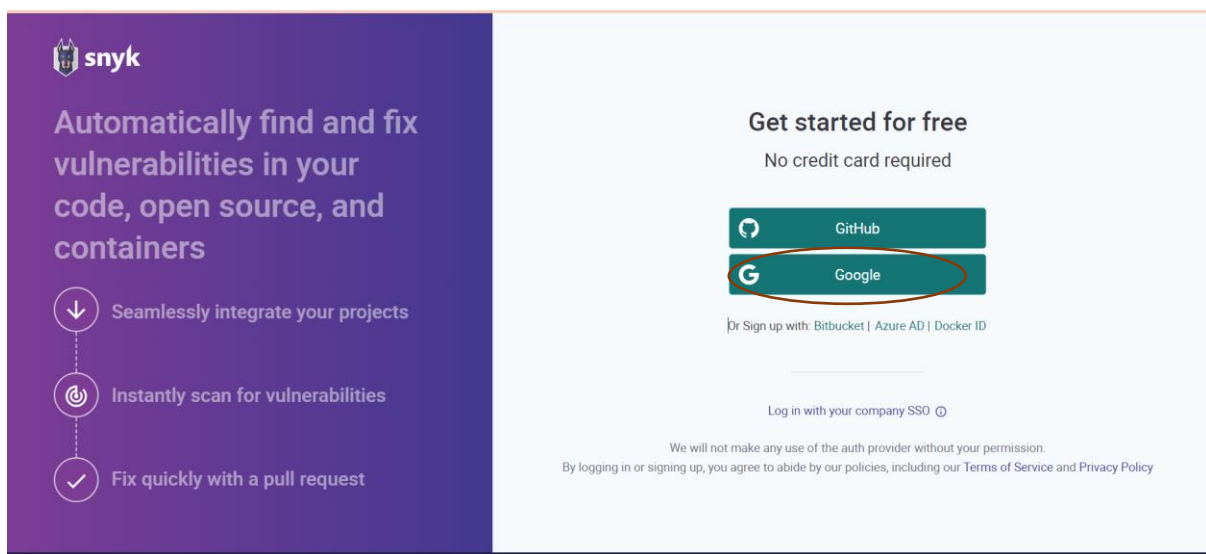 snyk
Automatically find and fix
vulnerabilities in your
code, open source, and
containers
Seamlessly integrate your projects
Instantly scan for vulnerabilities
Fix quickly with a pull request
Get started for free
No credit card required
GitHub
Google
Or Sign up with: Bitbucket | Azure AD | Docker ID
Log in with your company SSO
We will not make any use of the auth provider without your permission.
By logging in or signing up, you agree to abide by our policies, including our Terms of Service and Privacy Policy